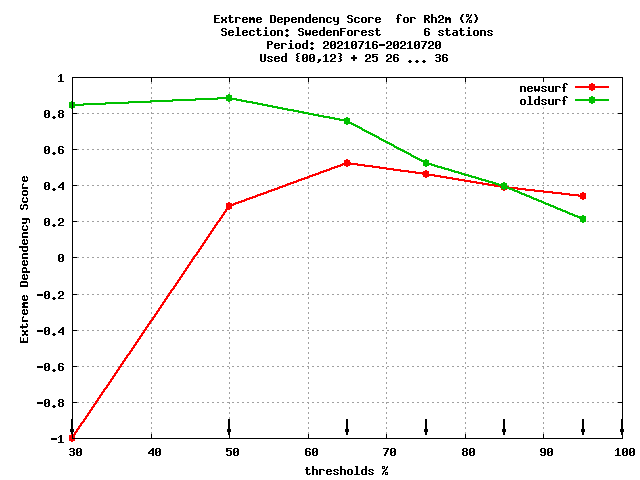 Extreme Dependency Score  for Rh2m (%)
Selection: SwedenForest      6 stations
Period: 20210716-20210720
Used {00,12} + 25 26 ... 36
newsurf
oldsurf
1
0.8
0.6
0.4
0.2
0
-0.2
-0.4
-0.6
-0.8
-1
Extreme Dependency Score
30 40 50 60 70 80 90 100
thresholds %